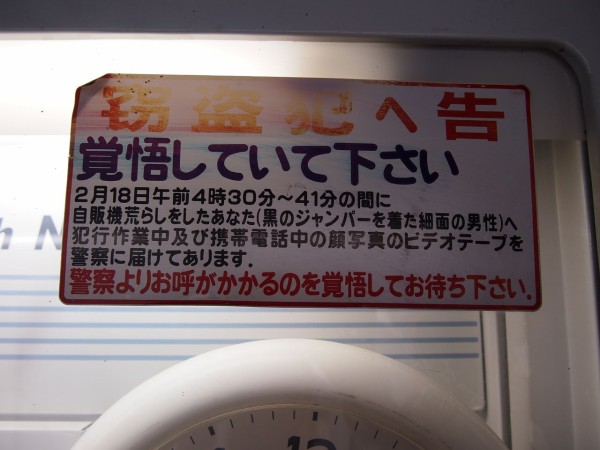 窃盗犯へ告
覚悟していて下さい
2月18日午前4時30分～41分の間に
自販機荒らしをしたあなた(黒のジャンパーを着た細面の男性)へ
犯行作業中及び携帯電話中の顔写真のビデオテープを
警察に届けてあります.
警察よりお呼がかかるのを覚悟してお待ち下さい.
12